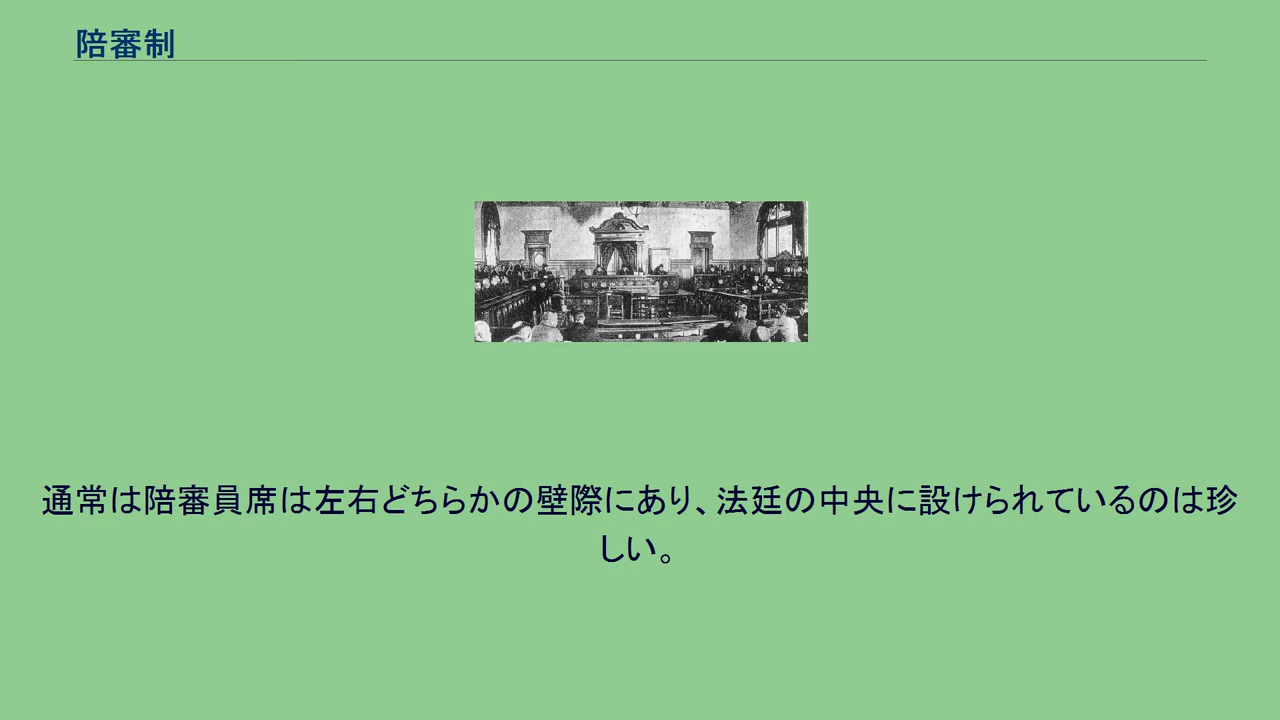 陪審制
通常は陪審員席は左右どちらかの壁際にあり、法廷の中央に設けられているのは珍
しい。